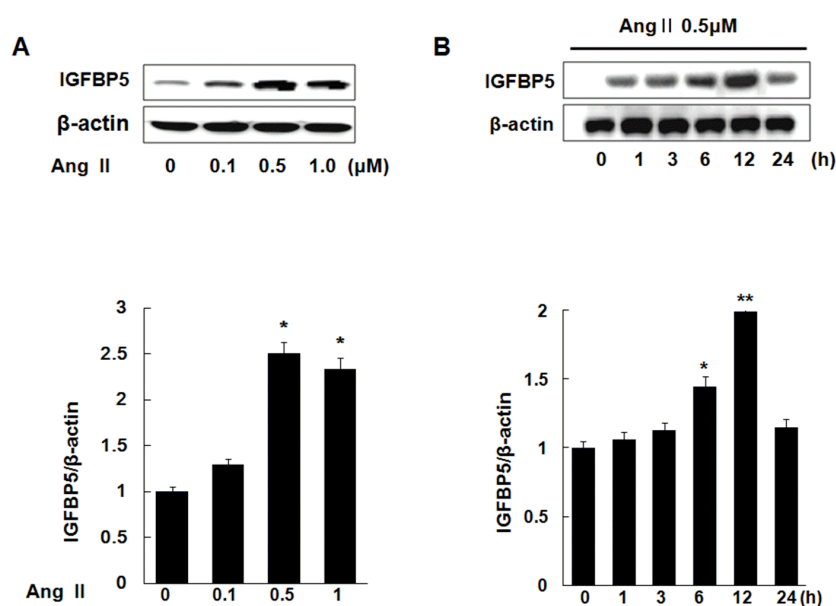 A
IGFBP5
β-actin
Ang II 0 0.1 0.5 1.0 (μM)
B
Ang II 0.5μM
IGFBP5
β-actin
0 1 3 6 12 24 (h)
IGFBP5/β-actin
3
2.5
2
1.5
1
0.5
0
*
*
Ang II 0 0.1 0.5 1
IGFBP5/β-actin
2
1.5
1
0.5
0
*
**
0 1 3 6 12 24 (h)